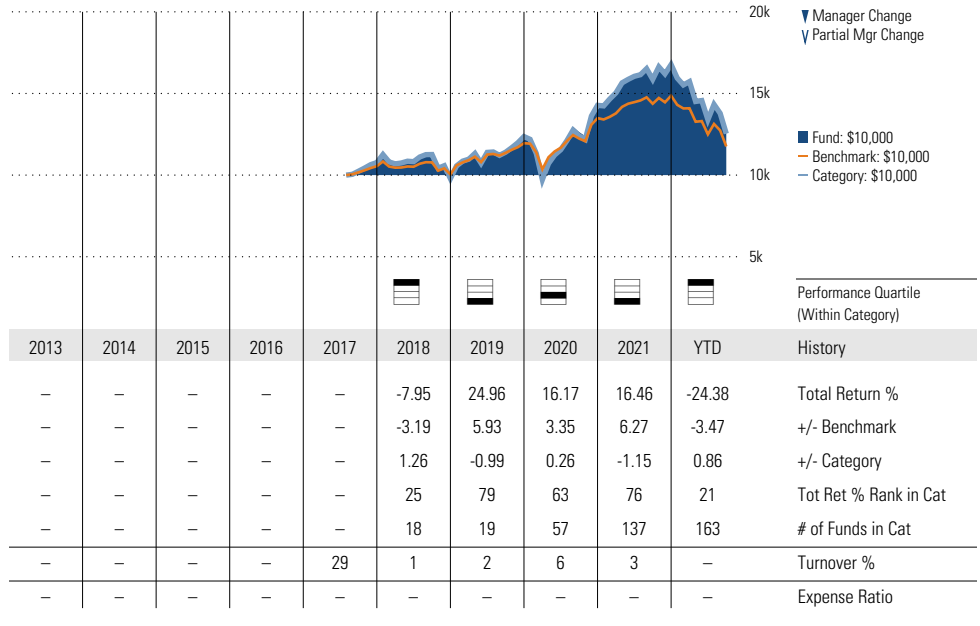 20k
▼ Manager Change
Partial Mgr Change
15k
Fund: $10,000
Benchmark: $10,000
Category: $10,000
10k
5k
Performance Quartile
(Within Category)
2013 2014 2015 2016 2017 2018 2019 2020 2021 YTD History
– – – – – -7.95 24.96 16.17 16.46 -24.38 Total Return %
– – – – – -3.19 5.93 3.35 6.27 -3.47 +/- Benchmark
– – – – – 1.26 -0.99 0.26 -1.15 0.86 +/- Category
– – – – – 25 79 63 76 21 Tot Ret % Rank in Cat
– – – – – 18 19 57 137 163 # of Funds in Cat
– – – – 29 1 2 6 3 – Turnover %
– – – – – – – – – – Expense Ratio